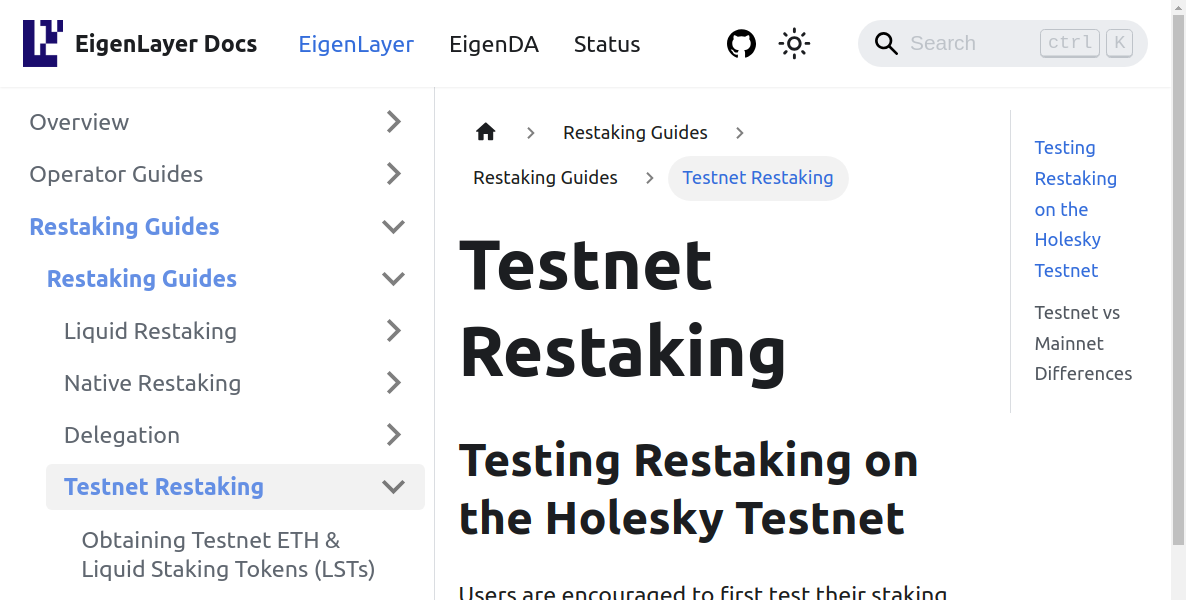 EigenLayer Docs
EigenLayer
EigenDA
Status
Search
ctrl
K
Overview
Operator Guides
Restaking Guides
Restaking Guides
Liquid Restaking
Native Restaking
Delegation
Testnet Restaking
Obtaining Testnet ETH &
Liquid Staking Tokens (LSTs)
Restaking Guides
Restaking Guides
Testnet Restaking
Testnet
Restaking
Testing Restaking on
the Holesky Testnet
Users are encouraged to first test their staking
Testing
Restaking
on the
Holesky
Testnet
Testnet vs
Mainnet
Differences